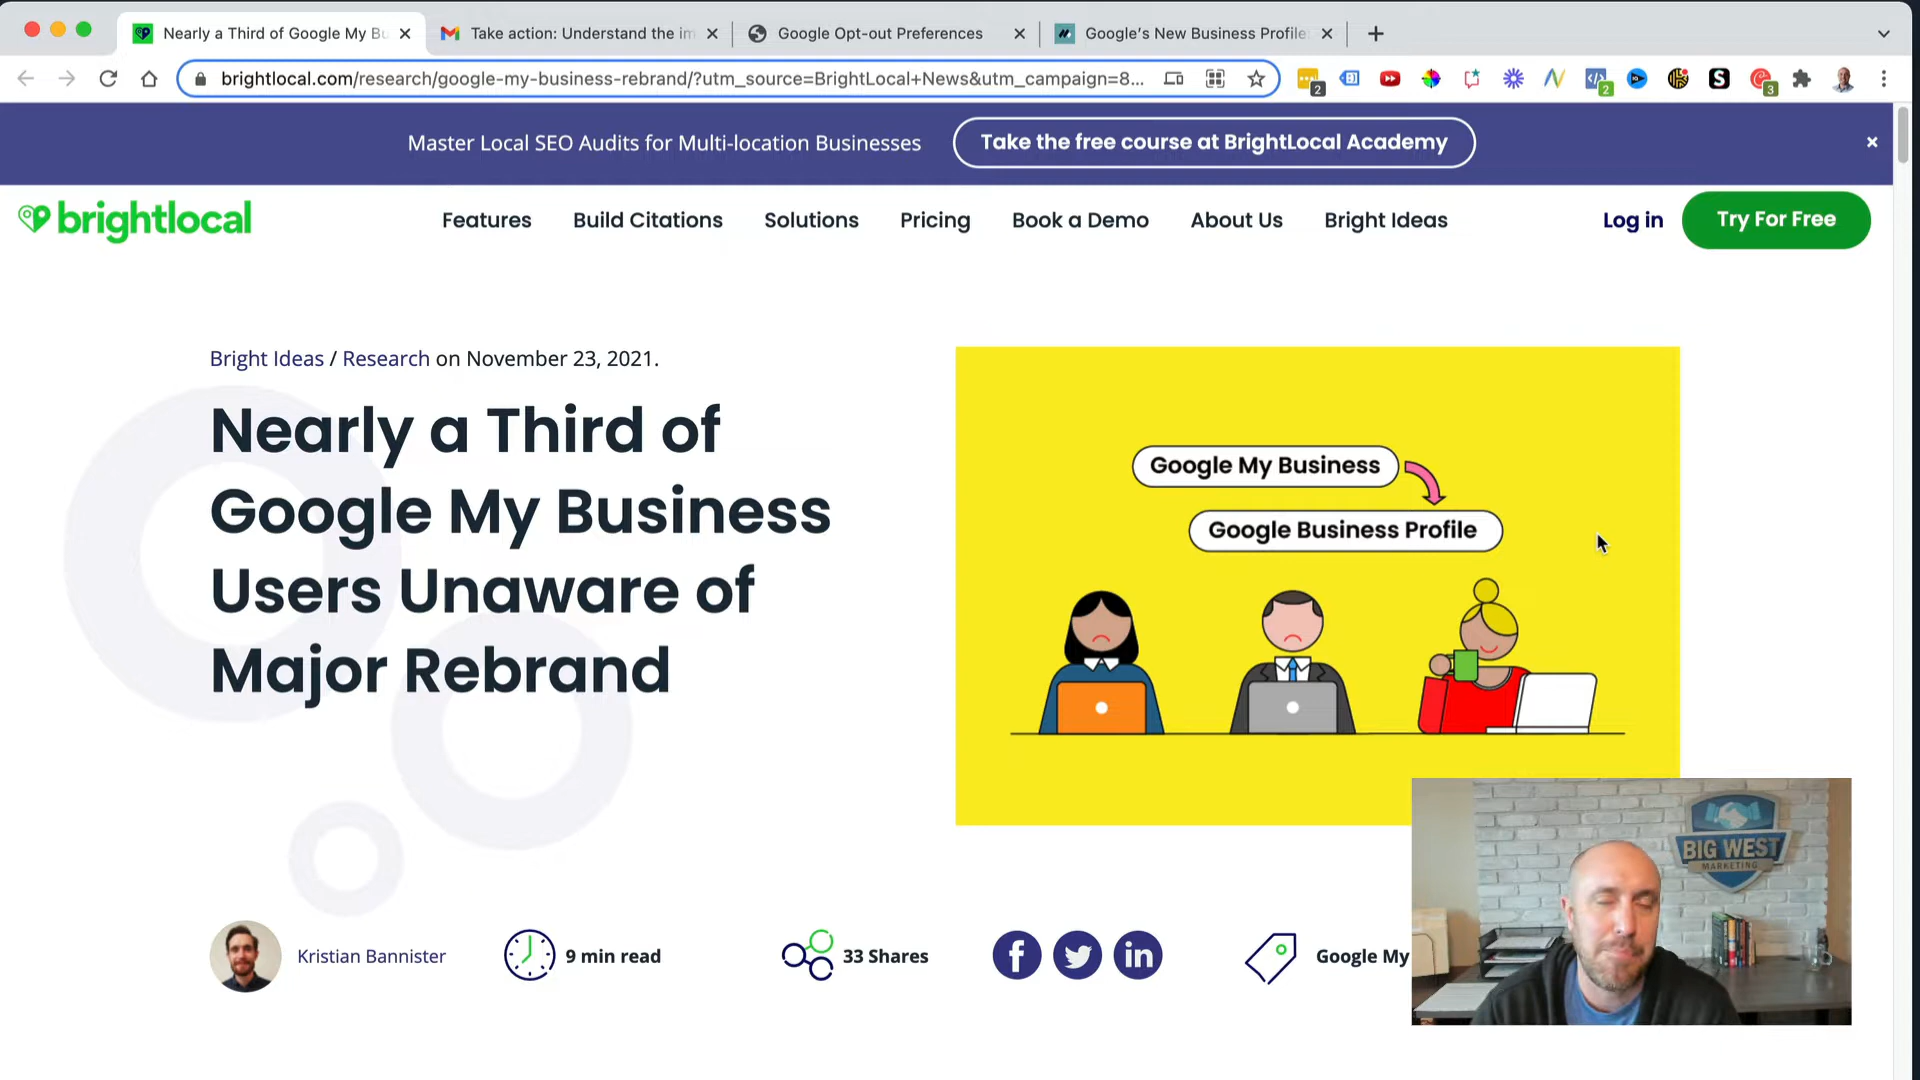 Nearly a Third of Google My Bu
Take action: Understand the im
Google Opt-out Preferences
Google's New Business Profile:
brightlocal.com/research/google-my-business-rebrand/?utm_source=BrightLocal+News&utm_campaign=8...
2
2
S
3
Master Local SEO Audits for Multi-location Businesses
Take the free course at BrightLocal Academy
brightlocal
Features
Build Citations
Solutions
Pricing
Book a Demo
About Us
Bright Ideas
Log in
Try For Free
Bright Ideas / Research on November 23, 2021.
Nearly a Third of
Google My Business
Users Unaware of
Major Rebrand
Google My Business
Google Business Profile
BIG WEST
MARKETING
Kristian Bannister
9 min read
33 Shares
Google My